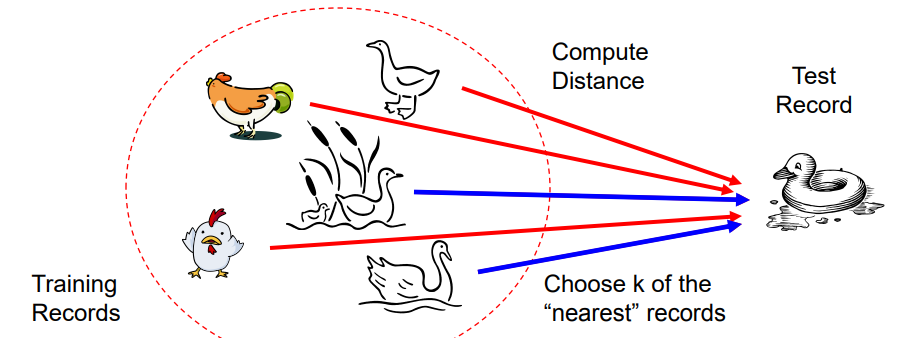 Compute
Distance
Test
Record
Training
Records
Choose k of the
“nearest” records